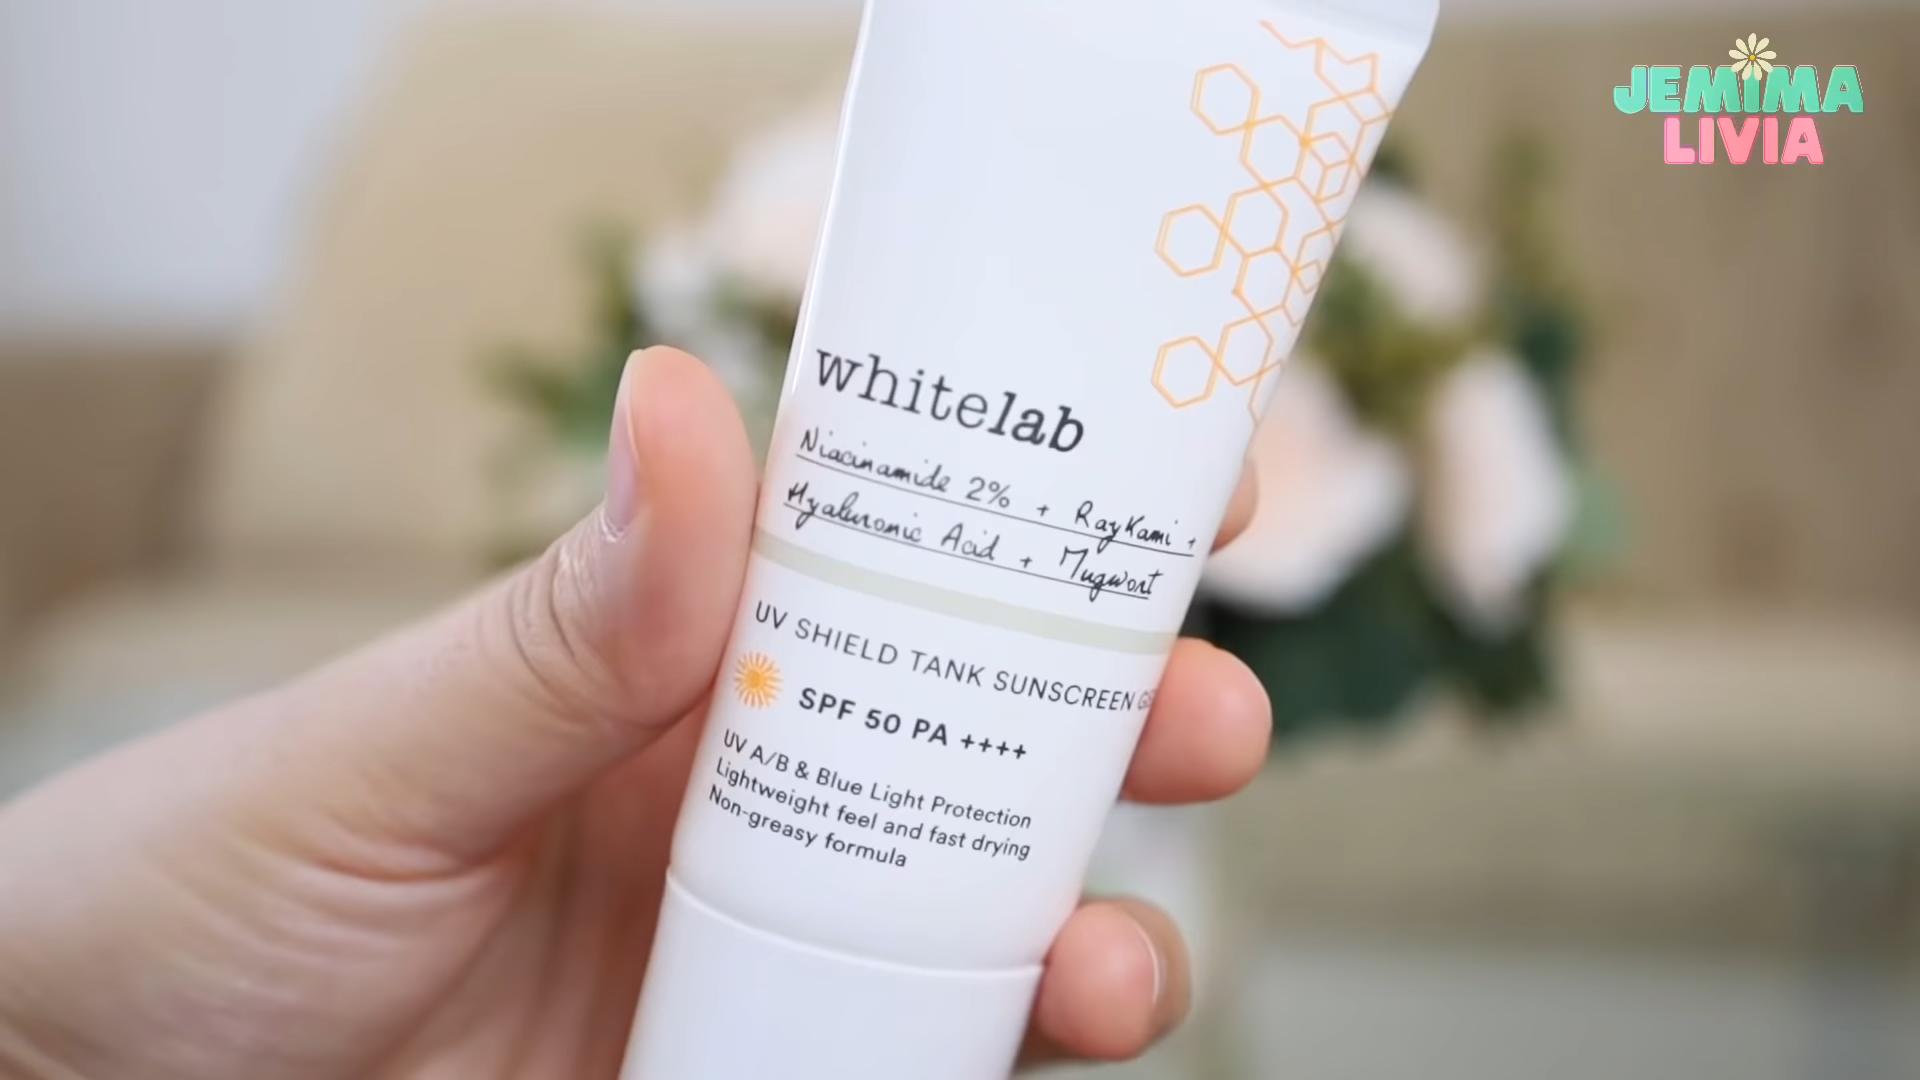 JEMIMA
LIVIA
whitelab
Niacinamide 2% + RayKami +
Hyaluronic Acid + Mugwort
UV SHIELD TANK SUNSCREEN
SPF 50 PA ++++
UV A/B & Blue Light Protection
Lightweight feel and fast drying
Non-greasy formula